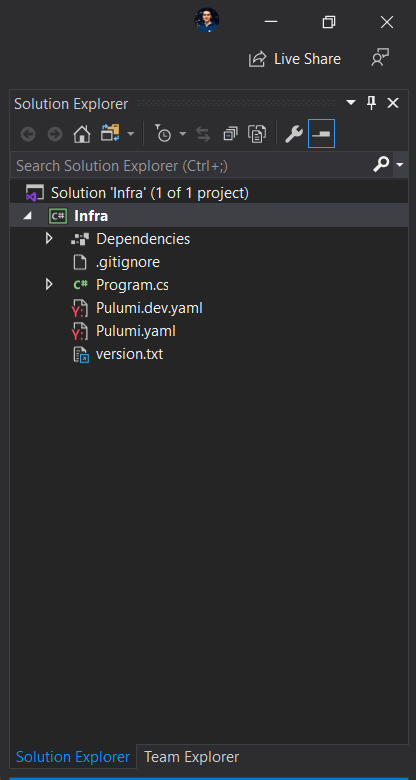 Live Share
Solution Explorer
Search Solution Explorer (Ctrl+;)
Solution 'Infra' (1 of 1 project)
C# Infra
Dependencies
.gitignore
C# Program.cs
Y: Pulumi.dev.yaml
Y: Pulumi.yaml
version.txt
Solution Explorer Team Explorer